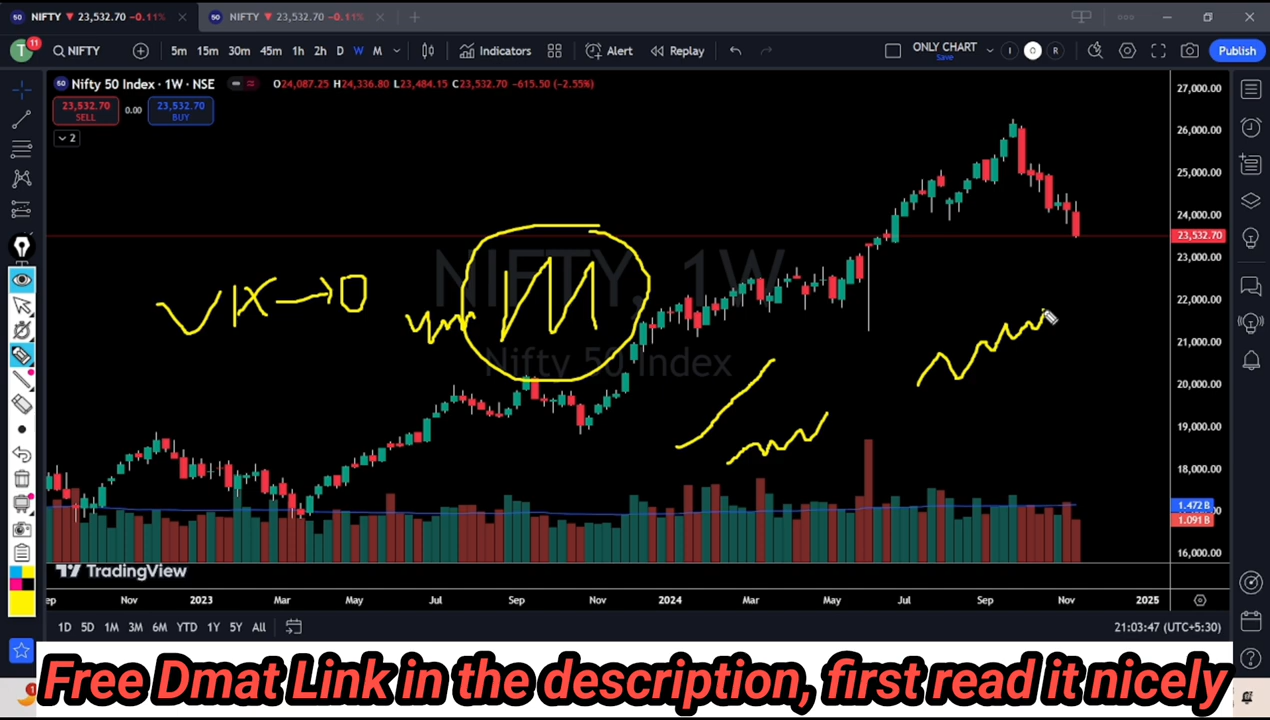 NIFTY ▼ 23,532.70 −0.11%
NIFTY ▼ 23,532.70 −0.11%
11
T NIFTY 5m 15m 30m 45m 1h 2h D W M Indicators Alert Replay ONLY CHART Save I O R Publish
50 Nifty 50 Index · 1W · NSE O24,087.25 H24,336.80 L23,484.15 C23,532.70 −615.50 (−2.55%)
23,532.70 SELL 0.00 23,532.70 BUY
2
27,000.00
26,000.00
25,000.00
24,000.00
23,532.70
23,000.00
22,000.00
21,000.00
20,000.00
19,000.00
18,000.00
1.472 B
1.091 B
16,000.00
NIFTY, 1W
Nifty 50 Index
VIX→0
TradingView
Nov 2023 Mar May Jul Sep Nov 2024 Mar May Jul Sep Nov 2025
1D 5D 1M 3M 6M YTD 1Y 5Y All 21:03:47 (UTC+5:30)
Free Dmat Link in the description, first read it nicely